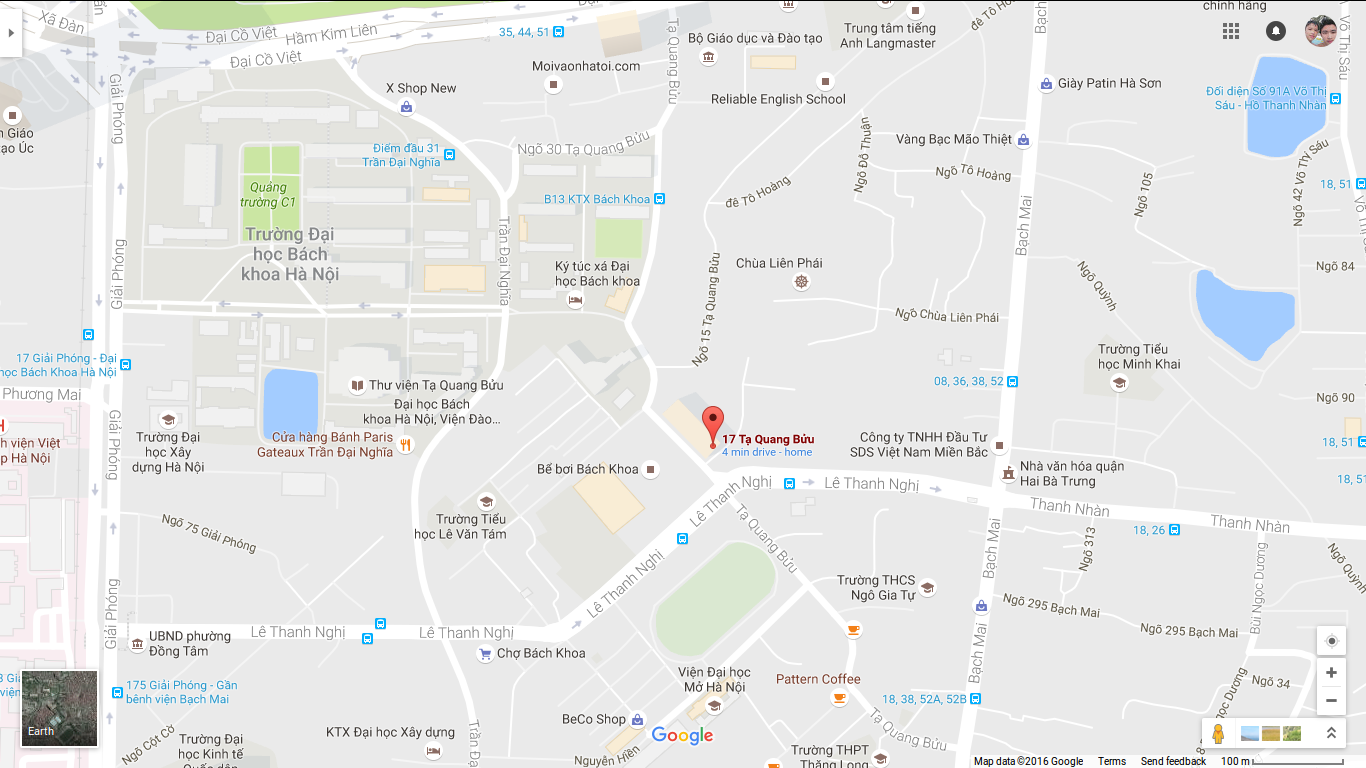 Xã Đàn
Đại Cồ Việt
Hầm Kim Liên
Đại Cồ Việt
35, 44, 51
Tạ Quang Bửu
Bộ Giáo dục và Đào tạo
Trung tâm tiếng
Anh Langmaster
đê Tô Hoàng
Bạch Mai
chính hãng
Võ Thị Sáu
Moivaonhatoi.com
X Shop New
Giải Phóng
Reliable English School
Giày Patin Hà Sơn
Đối diện Số 91A Võ Thị
Sáu - Hồ Thanh Nhàn
n Giáo
ạo Úc
Điểm đầu 31
Trần Đại Nghĩa
Ngõ 30 Tạ Quang Bửu
Ngõ Đỗ Thuận
Vàng Bạc Mão Thiệt
Ngõ Tô Hoàng
Ngõ 105
Ngõ 42 Võ Thị Sáu
18, 51
Quảng
trường C1
B13 KTX Bách Khoa
đê Tô Hoàng
Bạch Mai
Trường Đại
học Bách
khoa Hà Nội
Trần Đại Nghĩa
Giải Phóng
Ký túc xá Đại
học Bách khoa
Ngõ 15 Tạ Quang Bửu
Chùa Liên Phái
Ngõ Quỳnh
Ngõ 84
Ngõ Chùa Liên Phái
17 Giải Phóng - Đại
học Bách Khoa Hà Nội
Phương Mai
Thư viện Tạ Quang Bửu
Đại học Bách
khoa Hà Nội, Viện Đào...
08, 36, 38, 52
Trường Tiểu
học Minh Khai
Ngõ 90
Giải Phóng
Trường Đại
học Xây
dựng Hà Nội
Cửa hàng Bánh Paris
Gateaux Trần Đại Nghĩa
17 Tạ Quang Bửu
4 min drive - home
Công ty TNHH Đầu Tư
SDS Việt Nam Miền Bắc
18, 51
H
nh viện Việt
p Hà Nội
Bể bơi Bách Khoa
Nhà văn hóa quận
Hai Bà Trưng
18, 51
Lê Thanh Nghị
Lê Thanh Nghị
Thanh Nhàn
Thanh Nhàn
18, 26
Trường Tiểu
học Lê Văn Tám
Ngõ 75 Giải Phóng
Tạ Quang Bửu
Bạch Mai
Ngõ 313
Ngõ Quỳnh
Bùi Ngọc Dương
Lê Thanh Nghị
Trường THCS
Ngô Gia Tự
Ngõ 295 Bạch Mai
Ngõ 295 Bạch Mai
Giải Phóng
UBND phường
Đồng Tâm
Lê Thanh Nghị
Lê Thanh Nghị
Chợ Bách Khoa
Bạch Mai
Viện Đại học
Mở Hà Nội
Pattern Coffee
175 Giải Phóng - Gần
bệnh viện Bạch Mai
18, 38, 52A, 52B
Ngõ 34
Earth
BeCo Shop
Google
Tạ Quang Bửu
KTX Đại học Xây dựng
Ngõ Cột Cờ
Trường Đại
học Kinh tế
Nguyên Hiền
Trường THPT
Thăng Long
Map data ©2016 Google
Terms
Send feedback
100 m